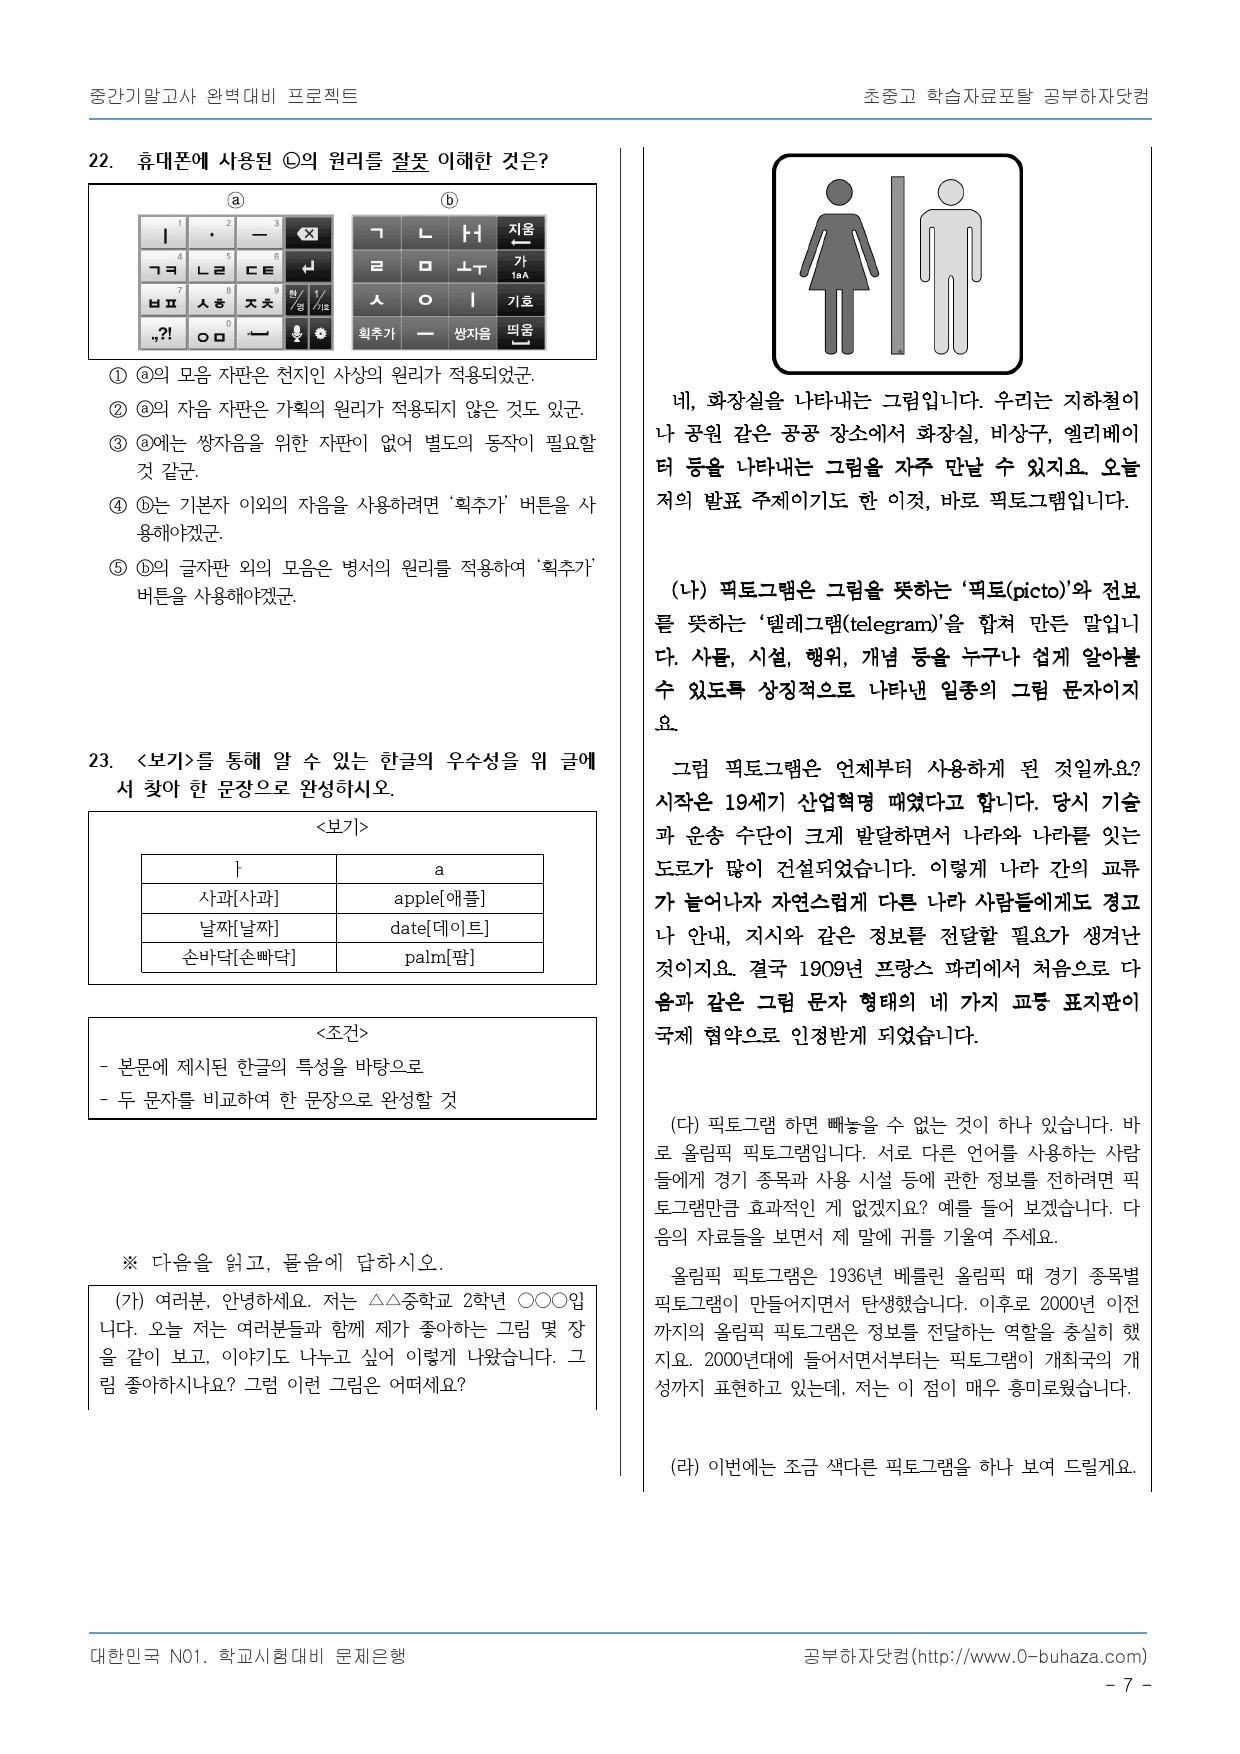 중간기말고사 완벽대비 프로젝트
초중고 학습자료포탈 공부하자닷컴
22. 휴대폰에 사용된 ㉡의 원리를 잘못 이해한 것은?
ⓐ ⓑ
ㅣ 1 · 2 ㅡ 3
ㄱㅋ 4 ㄴㄹ 5 ㄷㅌ 6
ㅂㅍ 7 ㅅㅎ 8 ㅈㅊ 9 한/영 1/기호
.,?! ㅇㅁ 0
ㄱ ㄴ ㅏㅓ 지움
ㄹ ㅁ ㅗㅜ 가 1aA
ㅅ ㅇ ㅣ 기호
획추가 ㅡ 쌍자음 띄움
① ⓐ의 모음 자판은 천지인 사상의 원리가 적용되었군.
② ⓐ의 자음 자판은 가획의 원리가 적용되지 않은 것도 있군.
③ ⓐ에는 쌍자음을 위한 자판이 없어 별도의 동작이 필요할
것 같군.
④ ⓑ는 기본자 이외의 자음을 사용하려면 ‘획추가’ 버튼을 사
용해야겠군.
⑤ ⓑ의 글자판 외의 모음은 병서의 원리를 적용하여 ‘획추가’
버튼을 사용해야겠군.
23. <보기>를 통해 알 수 있는 한글의 우수성을 위 글에
서 찾아 한 문장으로 완성하시오.
<보기>
ㅏ a
사과[사과] apple[애플]
날짜[날짜] date[데이트]
손바닥[손빠닥] palm[팜]
<조건>
- 본문에 제시된 한글의 특성을 바탕으로
- 두 문자를 비교하여 한 문장으로 완성할 것
※ 다음을 읽고, 물음에 답하시오.
(가) 여러분, 안녕하세요. 저는 △△중학교 2학년 ○○○입
니다. 오늘 저는 여러분들과 함께 제가 좋아하는 그림 몇 장
을 같이 보고, 이야기도 나누고 싶어 이렇게 나왔습니다. 그
림 좋아하시나요? 그럼 이런 그림은 어떠세요?
네, 화장실을 나타내는 그림입니다. 우리는 지하철이
나 공원 같은 공공 장소에서 화장실, 비상구, 엘리베이
터 등을 나타내는 그림을 자주 만날 수 있지요. 오늘
저의 발표 주제이기도 한 이것, 바로 픽토그램입니다.
(나) 픽토그램은 그림을 뜻하는 ‘픽토(picto)’와 전보
를 뜻하는 ‘텔레그램(telegram)’을 합쳐 만든 말입니
다. 사물, 시설, 행위, 개념 등을 누구나 쉽게 알아볼
수 있도록 상징적으로 나타낸 일종의 그림 문자이지
요.
그럼 픽토그램은 언제부터 사용하게 된 것일까요?
시작은 19세기 산업혁명 때였다고 합니다. 당시 기술
과 운송 수단이 크게 발달하면서 나라와 나라를 잇는
도로가 많이 건설되었습니다. 이렇게 나라 간의 교류
가 늘어나자 자연스럽게 다른 나라 사람들에게도 경고
나 안내, 지시와 같은 정보를 전달할 필요가 생겨난
것이지요. 결국 1909년 프랑스 파리에서 처음으로 다
음과 같은 그림 문자 형태의 네 가지 교통 표지판이
국제 협약으로 인정받게 되었습니다.
(다) 픽토그램 하면 빼놓을 수 없는 것이 하나 있습니다. 바
로 올림픽 픽토그램입니다. 서로 다른 언어를 사용하는 사람
들에게 경기 종목과 사용 시설 등에 관한 정보를 전하려면 픽
토그램만큼 효과적인 게 없겠지요? 예를 들어 보겠습니다. 다
음의 자료들을 보면서 제 말에 귀를 기울여 주세요.
올림픽 픽토그램은 1936년 베를린 올림픽 때 경기 종목별
픽토그램이 만들어지면서 탄생했습니다. 이후로 2000년 이전
까지의 올림픽 픽토그램은 정보를 전달하는 역할을 충실히 했
지요. 2000년대에 들어서면서부터는 픽토그램이 개최국의 개
성까지 표현하고 있는데, 저는 이 점이 매우 흥미로웠습니다.
(라) 이번에는 조금 색다른 픽토그램을 하나 보여 드릴게요.
대한민국 N01. 학교시험대비 문제은행
공부하자닷컴(http://www.0-buhaza.com)
- 7 -